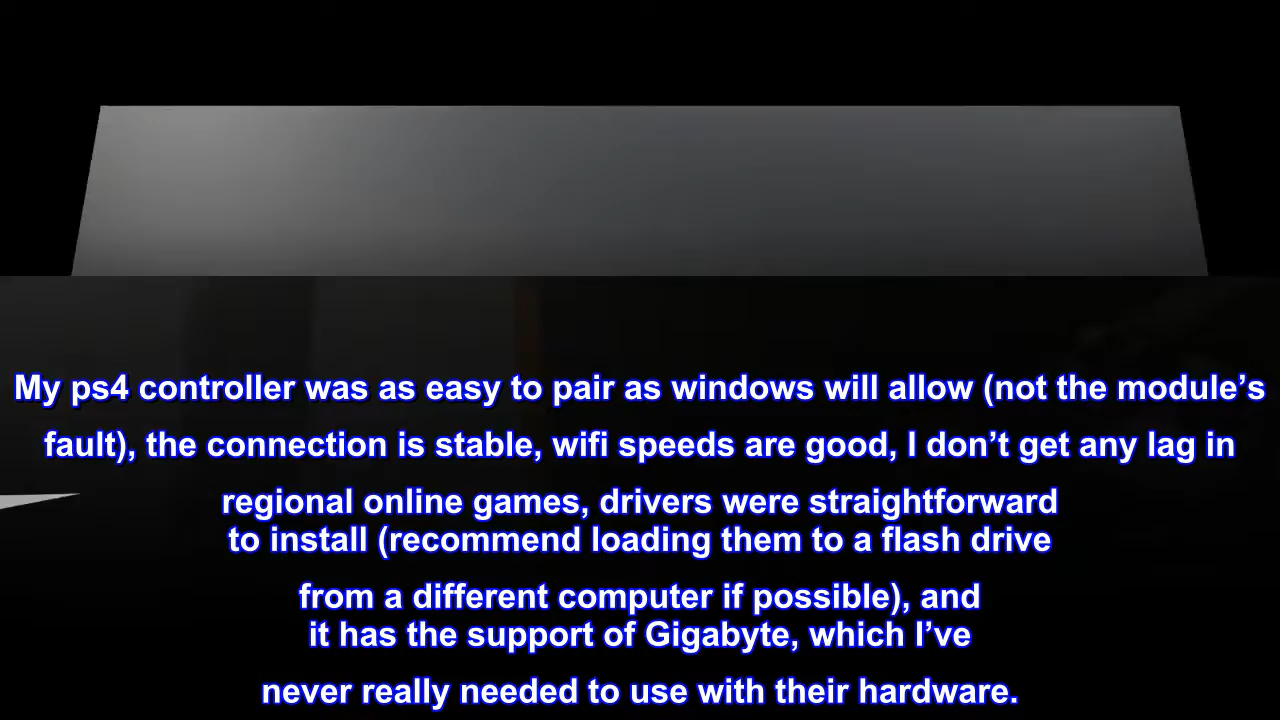 My ps4 controller was as easy to pair as windows will allow (not the module’s
fault), the connection is stable, wifi speeds are good, I don’t get any lag in
regional online games, drivers were straightforward
to install (recommend loading them to a flash drive
from a different computer if possible), and
it has the support of Gigabyte, which I’ve
never really needed to use with their hardware.